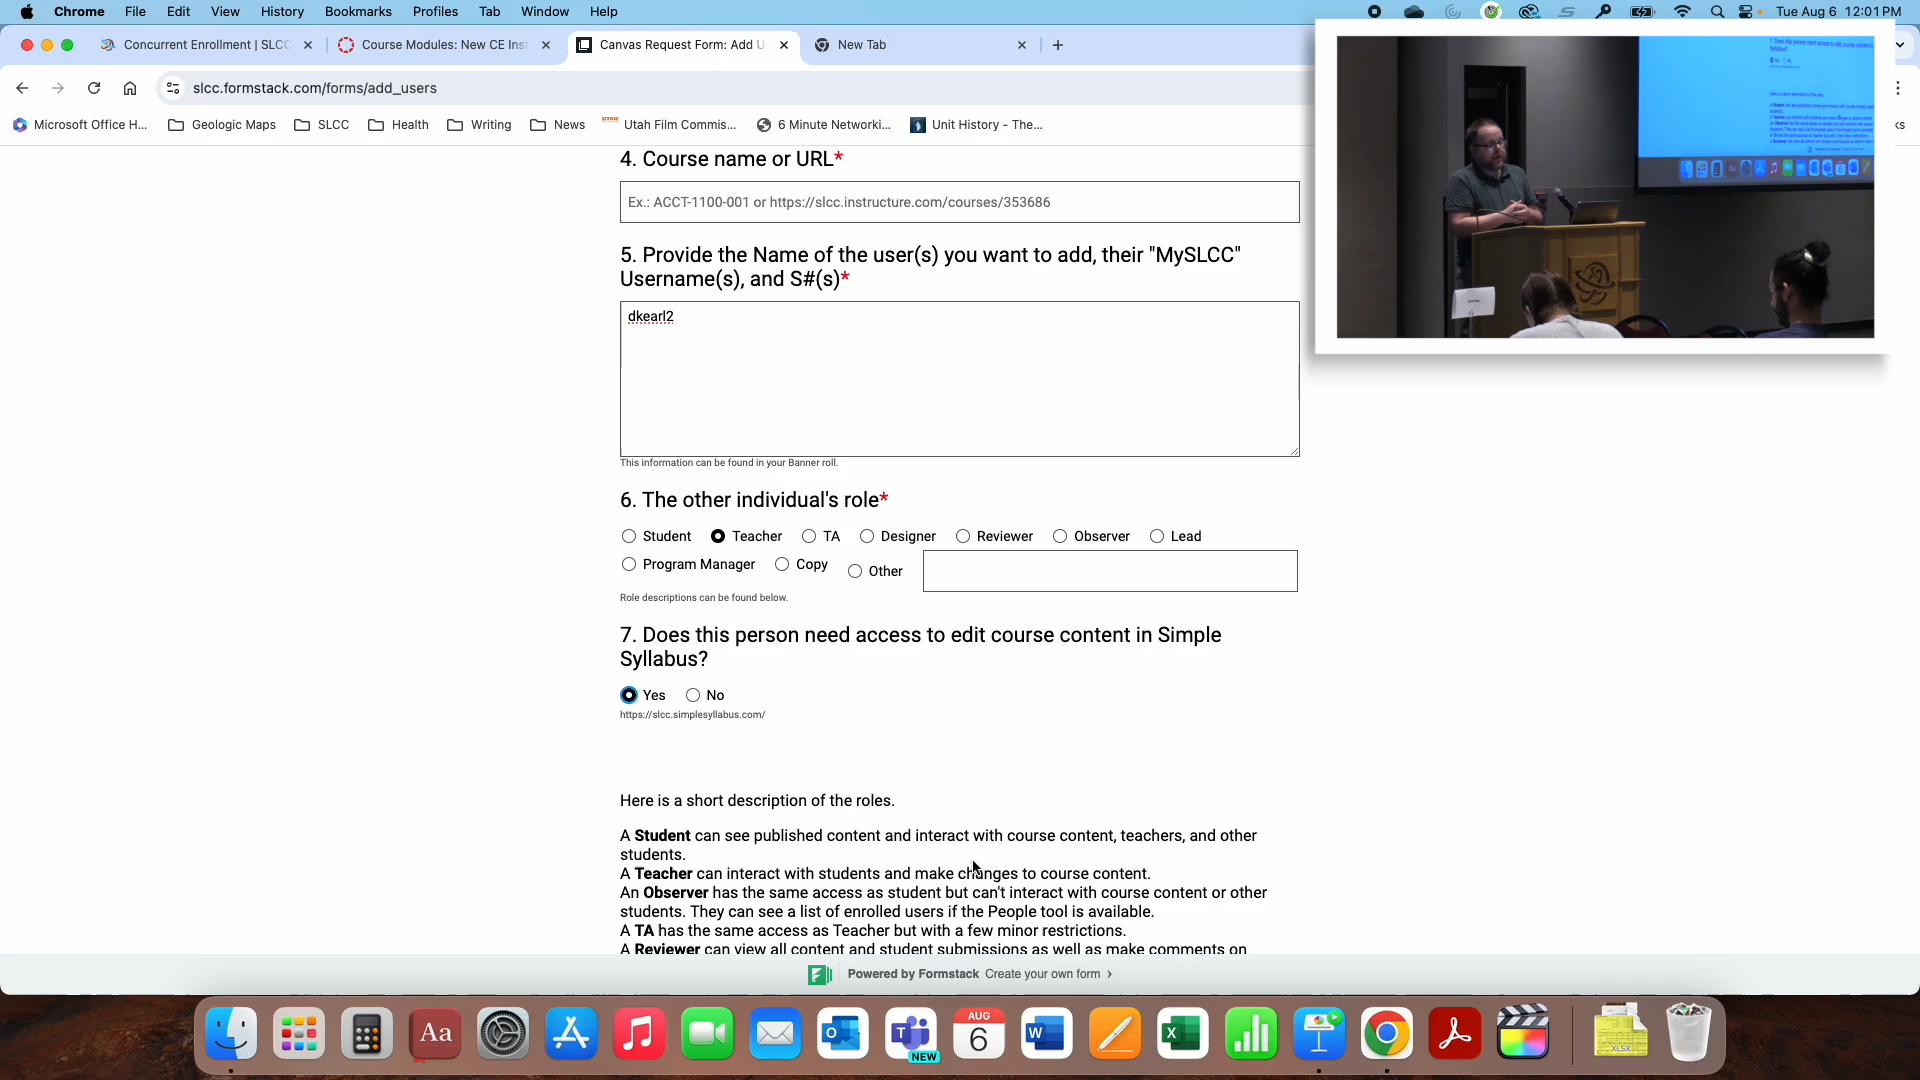 Chrome File Edit View History Bookmarks Profiles Tab Window Help
Tue Aug 6 12:01 PM
Concurrent Enrollment | SLCC
Course Modules: New CE Inst
Canvas Request Form: Add U
New Tab
slcc.formstack.com/forms/add_users
Microsoft Office H...
Geologic Maps
SLCC
Health
Writing
News
Utah Film Commis...
6 Minute Networki...
Unit History - The...
4. Course name or URL*
Ex.: ACCT-1100-001 or https://slcc.instructure.com/courses/353686
5. Provide the Name of the user(s) you want to add, their "MySLCC"
Username(s), and S#(s)*
dkearl2
This information can be found in your Banner roll.
6. The other individual's role*
Student Teacher TA Designer Reviewer Observer Lead
Program Manager Copy Other
Role descriptions can be found below.
7. Does this person need access to edit course content in Simple
Syllabus?
Yes No
https://slcc.simplesyllabus.com/
Here is a short description of the roles.
A Student can see published content and interact with course content, teachers, and other
students.
A Teacher can interact with students and make changes to course content.
An Observer has the same access as student but can't interact with course content or other
students. They can see a list of enrolled users if the People tool is available.
A TA has the same access as Teacher but with a few minor restrictions.
A Reviewer can view all content and student submissions as well as make comments on
Powered by Formstack Create your own form ›
Aa
NEW
AUG
6
XLSX